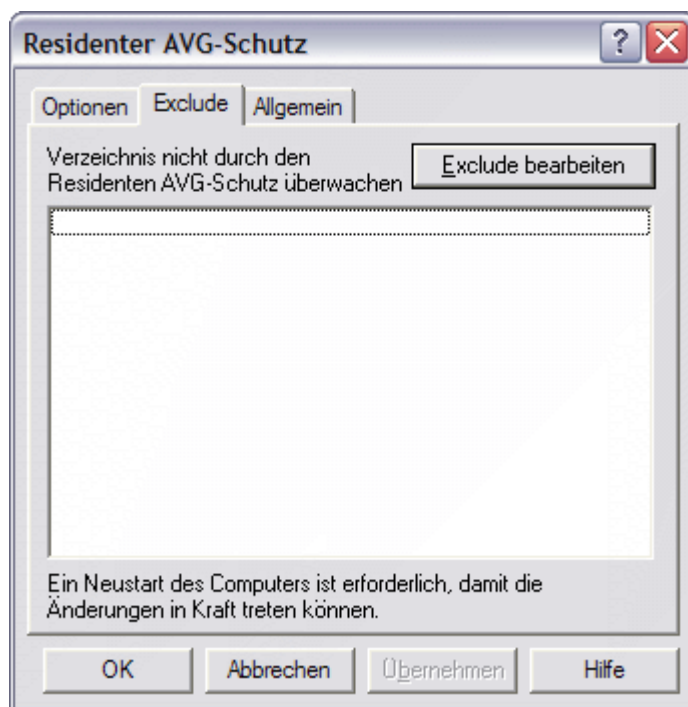 Residenter AVG-Schutz
Optionen
Exclude
Allgemein
Verzeichnis nicht durch den
Residenten AVG-Schutz überwachen
Exclude bearbeiten
Ein Neustart des Computers ist erforderlich, damit die
Änderungen in Kraft treten können.
OK
Abbrechen
Übernehmen
Hilfe